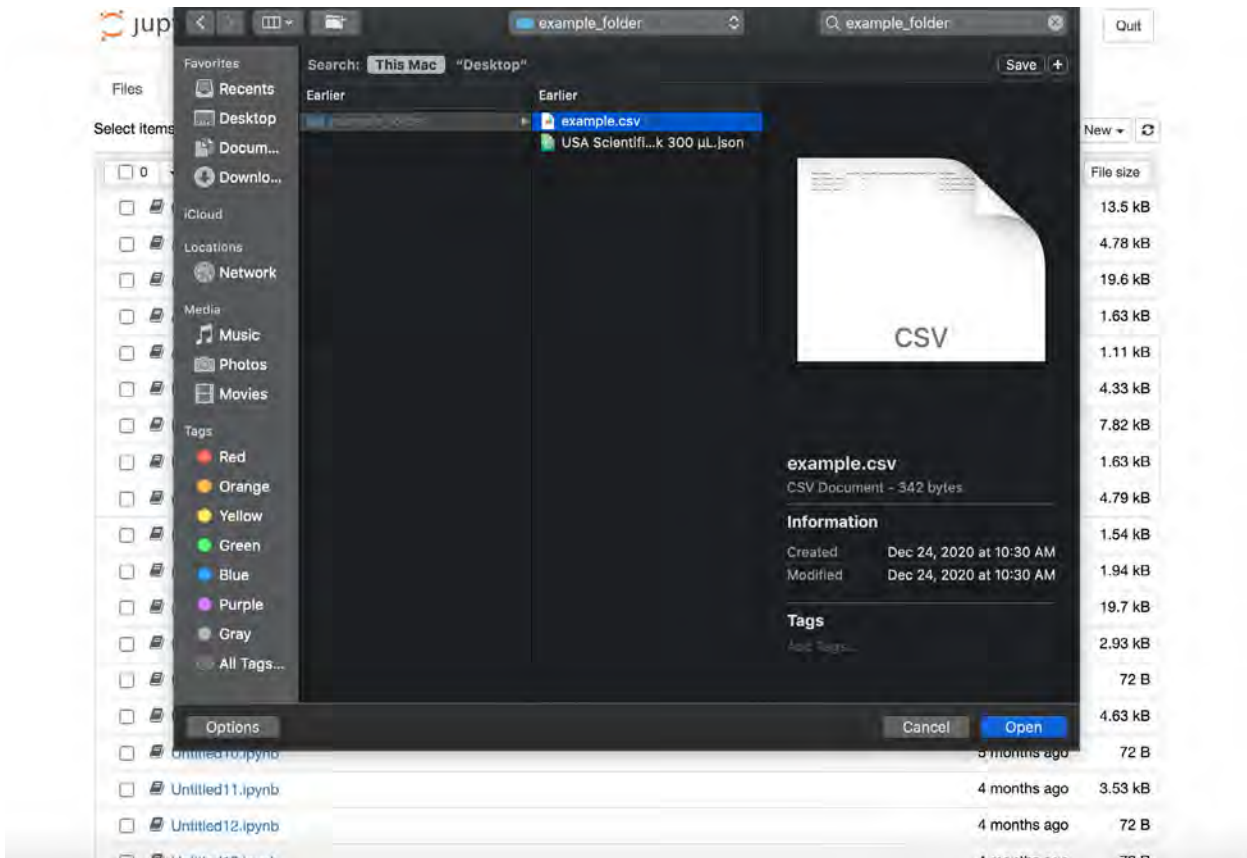 jup
example_folder
example_folder
Quit
Files
Favorites
Search: This Mac "Desktop"
Save +
Recents
Earlier
Earlier
Select items
Desktop
example.csv
New
Docum...
USA Scientifi...k 300 µL.json
0
Downlo...
File size
iCloud
13.5 kB
Locations
4.78 kB
Network
19.6 kB
Media
1.63 kB
Music
CSV
1.11 kB
Photos
Movies
4.33 kB
Tags
7.82 kB
Red
example.csv
1.63 kB
Orange
CSV Document - 342 bytes
4.79 kB
Yellow
Information
Green
1.54 kB
Created Dec 24, 2020 at 10:30 AM
Blue
Modified Dec 24, 2020 at 10:30 AM
1.94 kB
Purple
19.7 kB
Tags
Gray
2.93 kB
Add Tags...
All Tags...
72 B
Options
Cancel
Open
4.63 kB
Untitled10.ipynb
5 months ago
72 B
Untitled11.ipynb
4 months ago
3.53 kB
Untitled12.ipynb
4 months ago
72 B